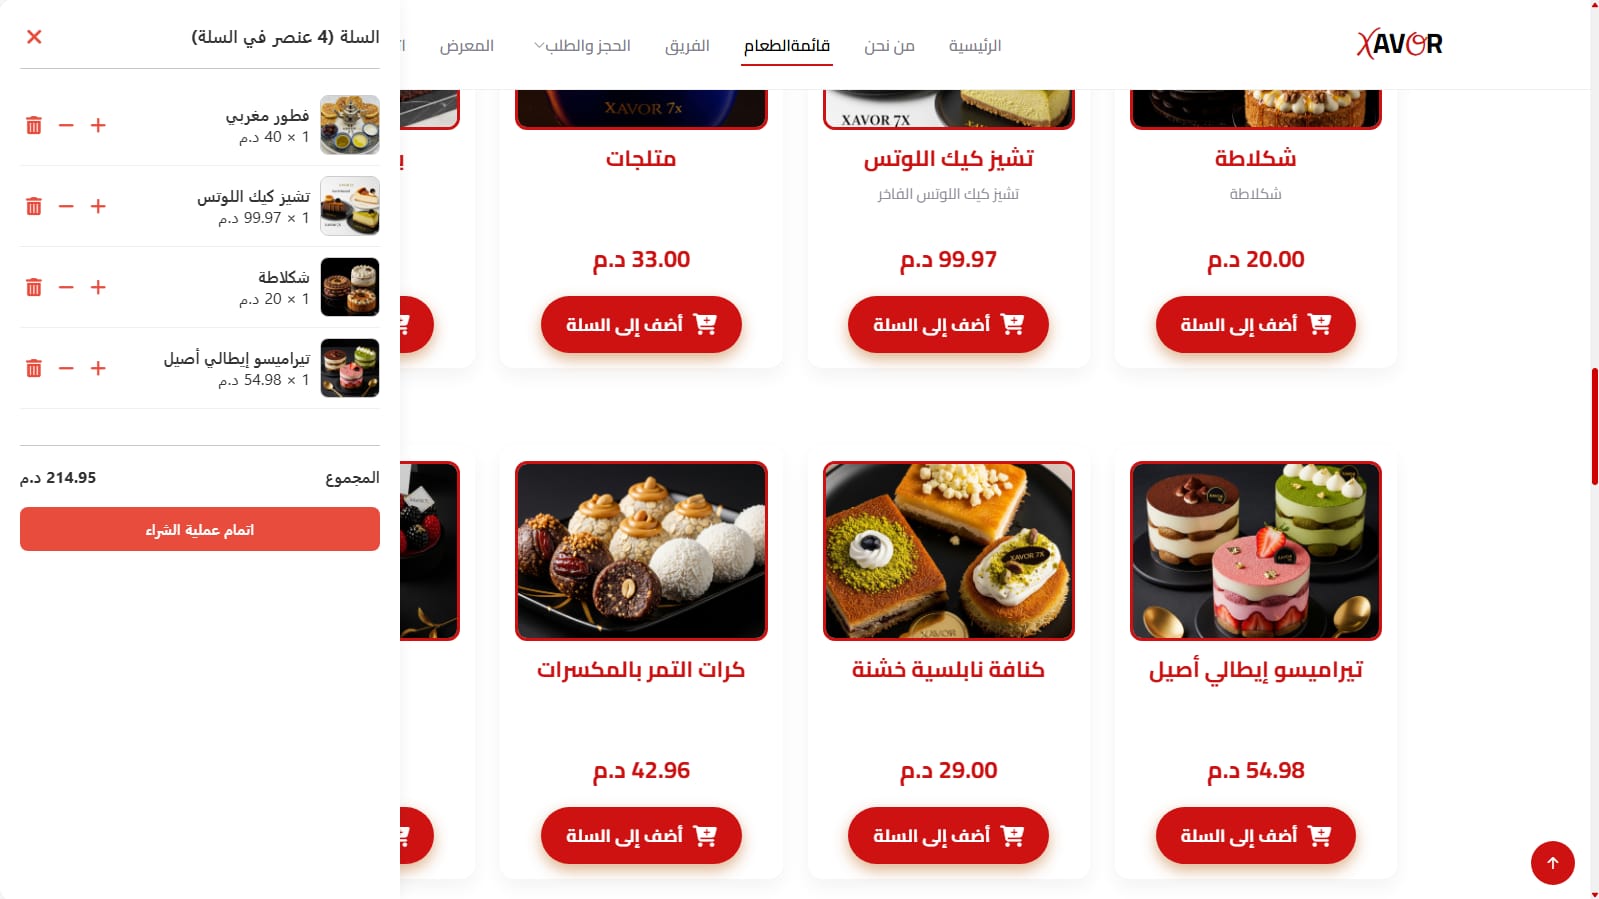 XAVOR
الرئيسية
من نحن
قائمةالطعام
الحجز والطلب
الفريق
المعرض
السلة (4 عنصر في السلة)
فطور مغربي
1 × 40 د.م
تشيز كيك اللوتس
1 × 99.97 د.م
شكلاطة
1 × 20 د.م
تيراميسو إيطالي أصيل
1 × 54.98 د.م
المجموع
214.95 د.م
اتمام عملية الشراء
شكلاطة
شكلاطة
20.00 د.م
أضف إلى السلة
XAVOR 7X
تشيز كيك اللوتس
تشيز كيك اللوتس الفاخر
99.97 د.م
أضف إلى السلة
XAVOR 7x
مثلجات
33.00 د.م
أضف إلى السلة
تيراميسو إيطالي أصيل
54.98 د.م
أضف إلى السلة
XAVOR 7X
XAVOR
كنافة نابلسية خشنة
29.00 د.م
أضف إلى السلة
كرات التمر بالمكسرات
42.96 د.م
أضف إلى السلة